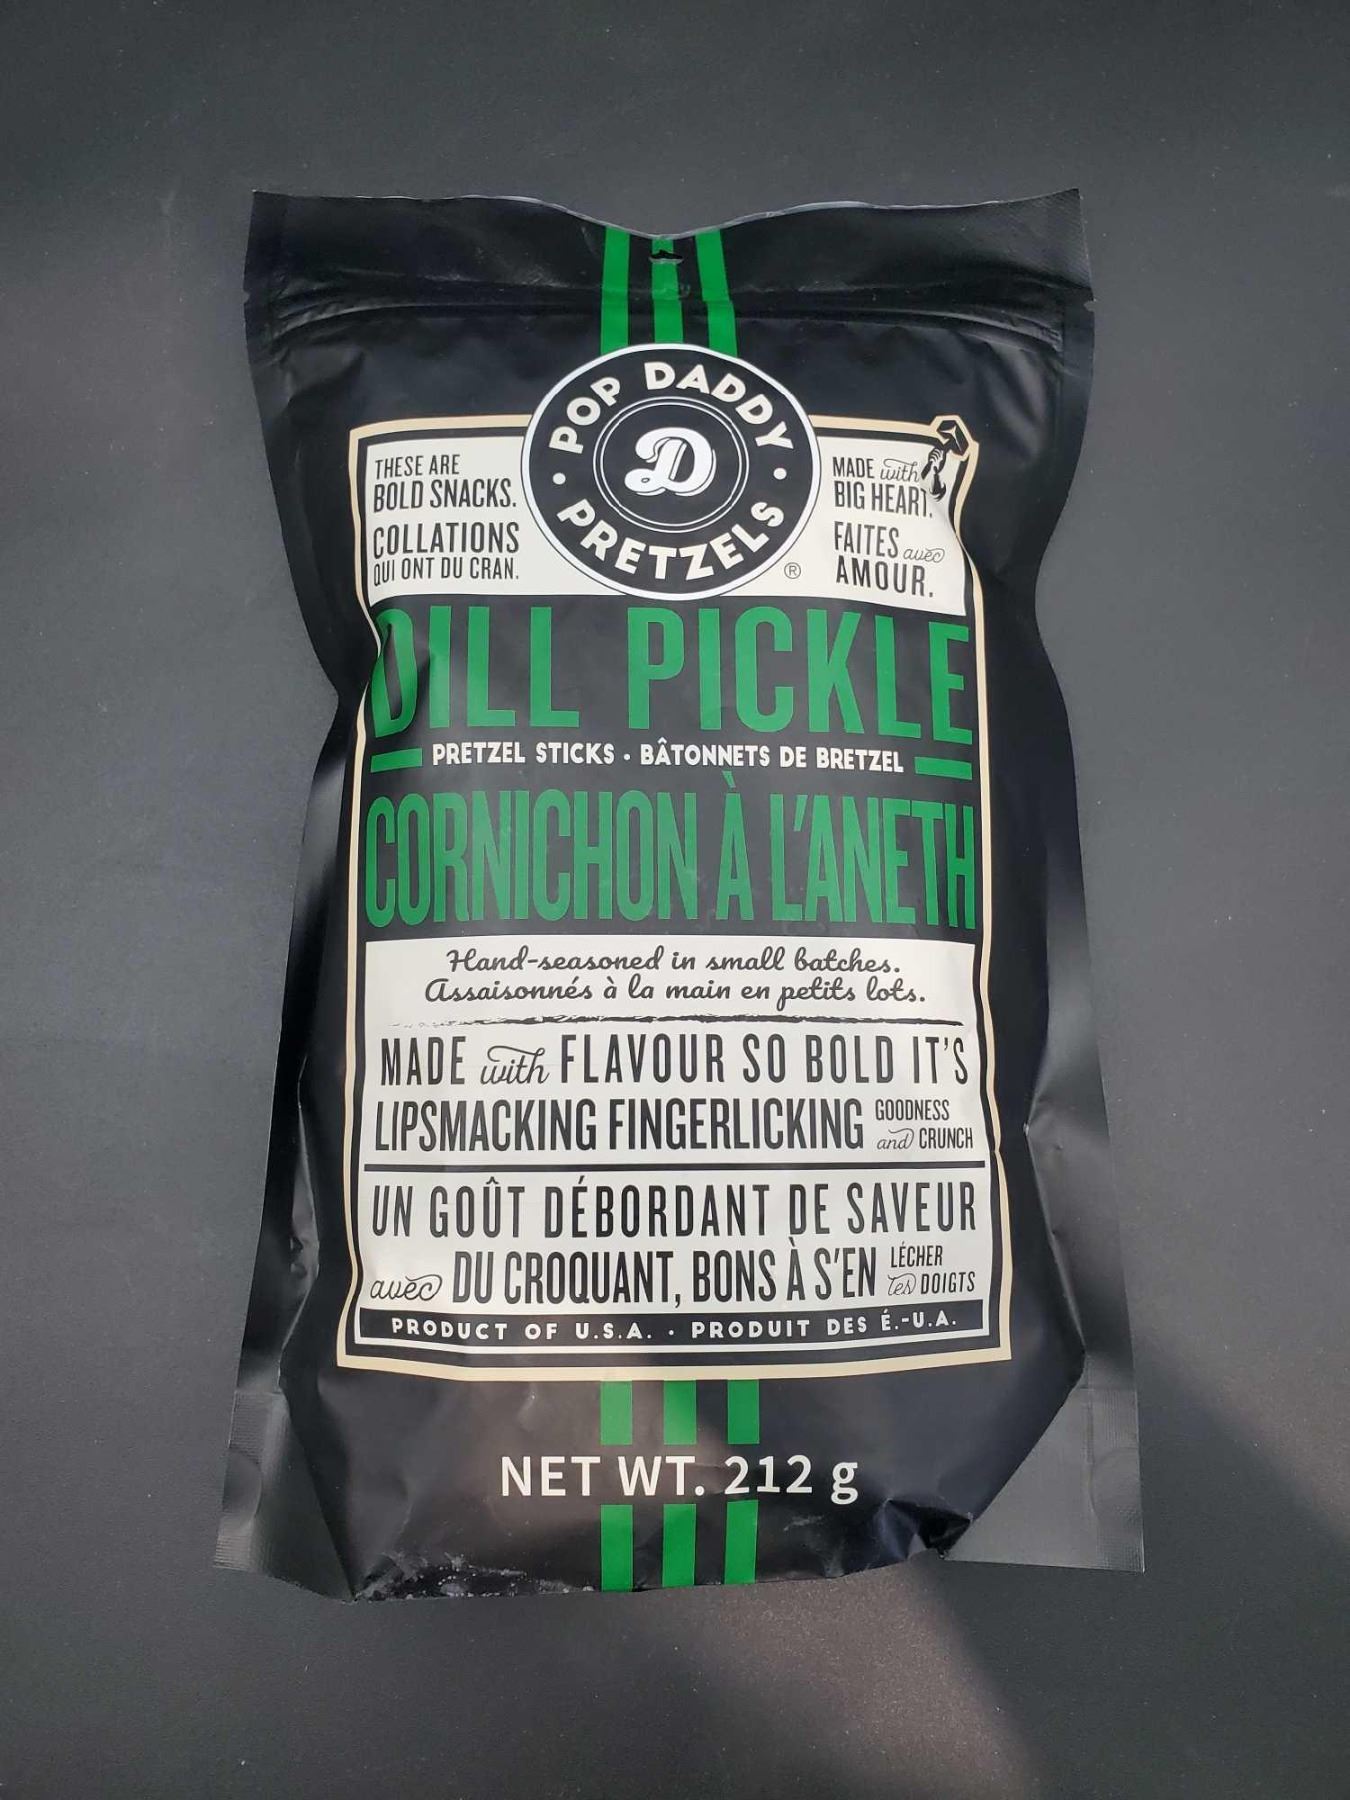 POP DADDY
D
PRETZELS
®
THESE ARE
BOLD SNACKS.
COLLATIONS
QUI ONT DU CRAN.
MADE with
BIG HEART.
FAITES avec
AMOUR.
DILL PICKLE
PRETZEL STICKS · BÂTONNETS DE BRETZEL
CORNICHON À L'ANETH
Hand-seasoned in small batches.
Assaisonnés à la main en petits lots.
MADE with FLAVOUR SO BOLD IT'S
LIPSMACKING FINGERLICKING GOODNESS and CRUNCH
UN GOÛT DÉBORDANT DE SAVEUR
avec DU CROQUANT, BONS À S'EN LÉCHER les DOIGTS
PRODUCT OF U.S.A. · PRODUIT DES É.-U.A.
NET WT. 212 g